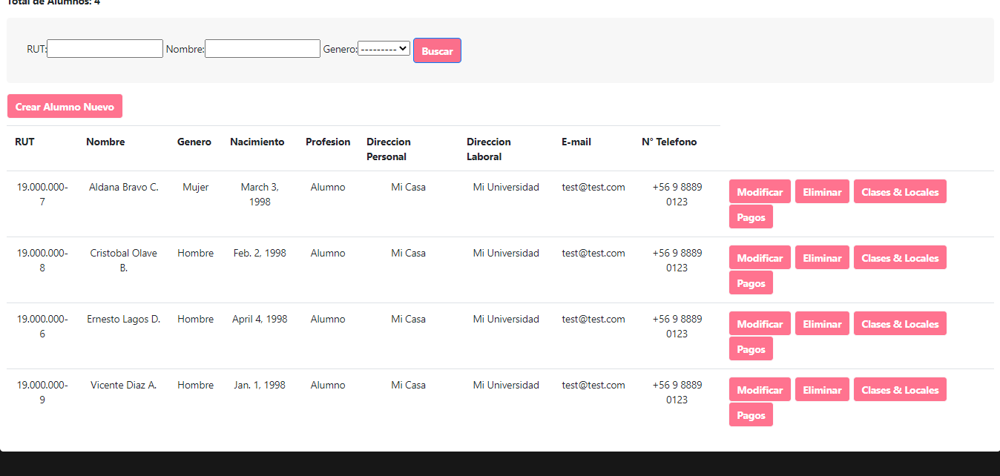 Total de Alumnos: 4
RUT: Nombre: Genero: --------- Buscar
Crear Alumno Nuevo
RUT Nombre Genero Nacimiento Profesion Direccion Personal Direccion Laboral E-mail N° Telefono
19.000.000-7 Aldana Bravo C. Mujer March 3, 1998 Alumno Mi Casa Mi Universidad test@test.com +56 9 8889 0123 Modificar Eliminar Clases & Locales
Pagos
19.000.000-8 Cristobal Olave B. Hombre Feb. 2, 1998 Alumno Mi Casa Mi Universidad test@test.com +56 9 8889 0123 Modificar Eliminar Clases & Locales
Pagos
19.000.000-6 Ernesto Lagos D. Hombre April 4, 1998 Alumno Mi Casa Mi Universidad test@test.com +56 9 8889 0123 Modificar Eliminar Clases & Locales
Pagos
19.000.000-9 Vicente Diaz A. Hombre Jan. 1, 1998 Alumno Mi Casa Mi Universidad test@test.com +56 9 8889 0123 Modificar Eliminar Clases & Locales
Pagos